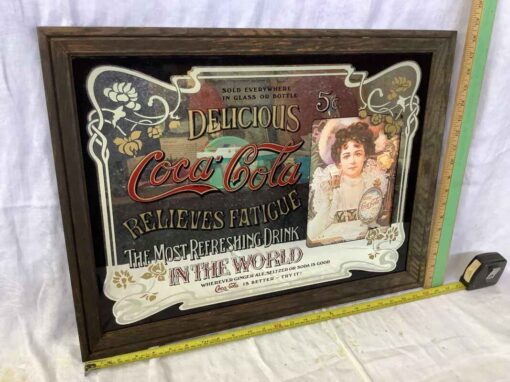 SOLD EVERYWHERE
IN GLASS OR BOTTLE
5¢
DELICIOUS
Coca-Cola
RELIEVES FATIGUE
THE MOST REFRESHING DRINK
IN THE WORLD
WHEREVER GINGER ALE, SELTZER OR SODA IS GOOD
Coca-Cola IS BETTER - TRY IT!